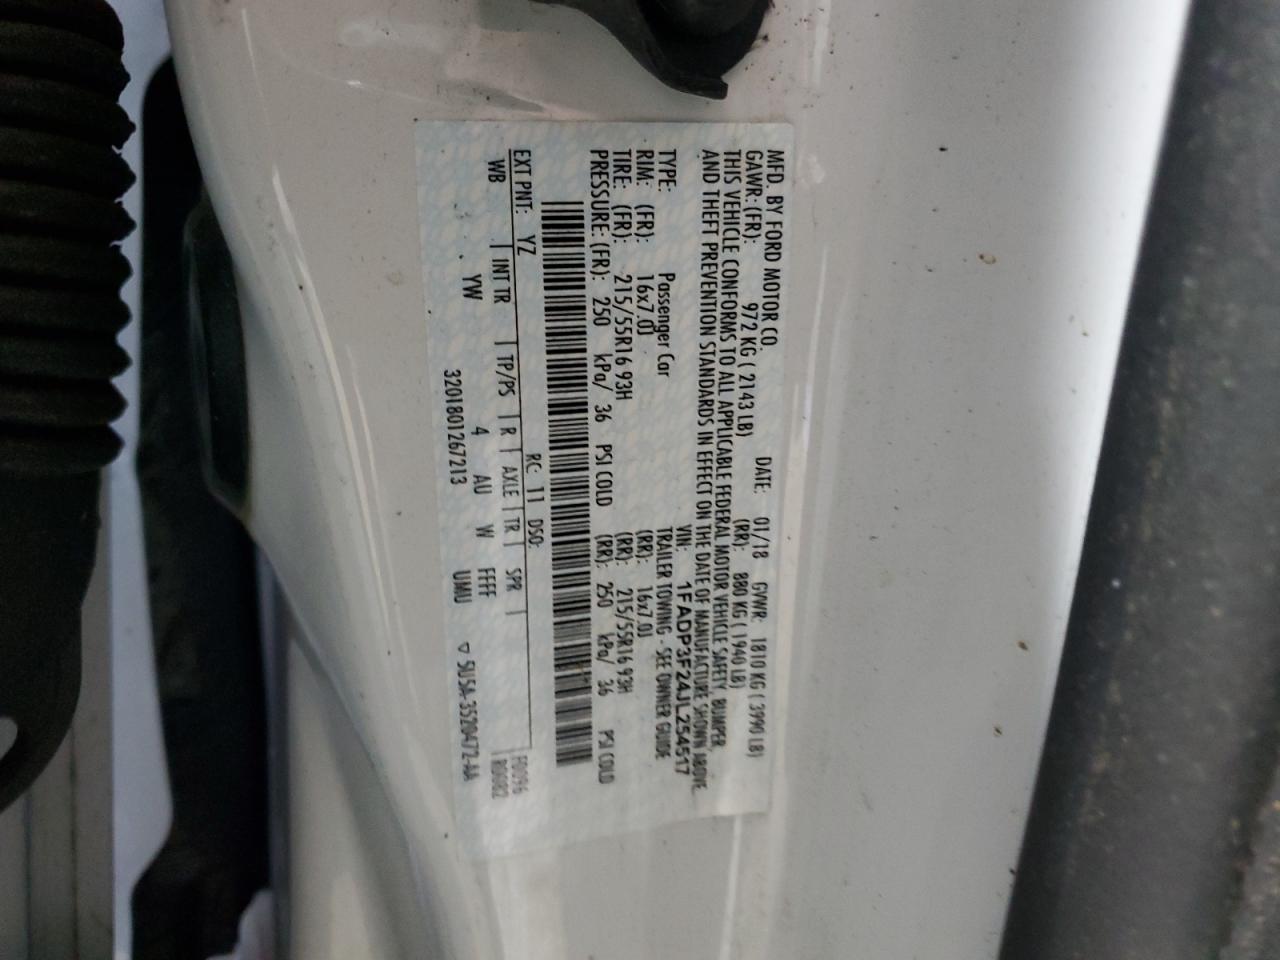 MFD. BY FORD MOTOR CO.
DATE: 01/18 GVWR: 1810 KG ( 3990 LB)
GAWR: (FR): 972 KG ( 2143 LB) (RR): 880 KG ( 1940 LB)
THIS VEHICLE CONFORMS TO ALL APPLICABLE FEDERAL MOTOR VEHICLE SAFETY, BUMPER,
AND THEFT PREVENTION STANDARDS IN EFFECT ON THE DATE OF MANUFACTURE SHOWN ABOVE.
VIN: 1FADP3F24JL254517
TYPE: Passenger Car TRAILER TOWING - SEE OWNER GUIDE
RIM: (FR): 16x7.0J (RR): 16x7.0J
TIRE: (FR): 215/55R16 93H (RR): 215/55R16 93H
PRESSURE: (FR): 250 kPa/ 36 PSI COLD (RR): 250 kPa/ 36 PSI COLD
RC: 11 DSO: F0096
EXT PNT: YZ R0082
WB INT TR TP/PS R AXLE TR SPR
YW 4 AU W FFFF UMU ▽ 5U5A-3520472-AA
3201801267213